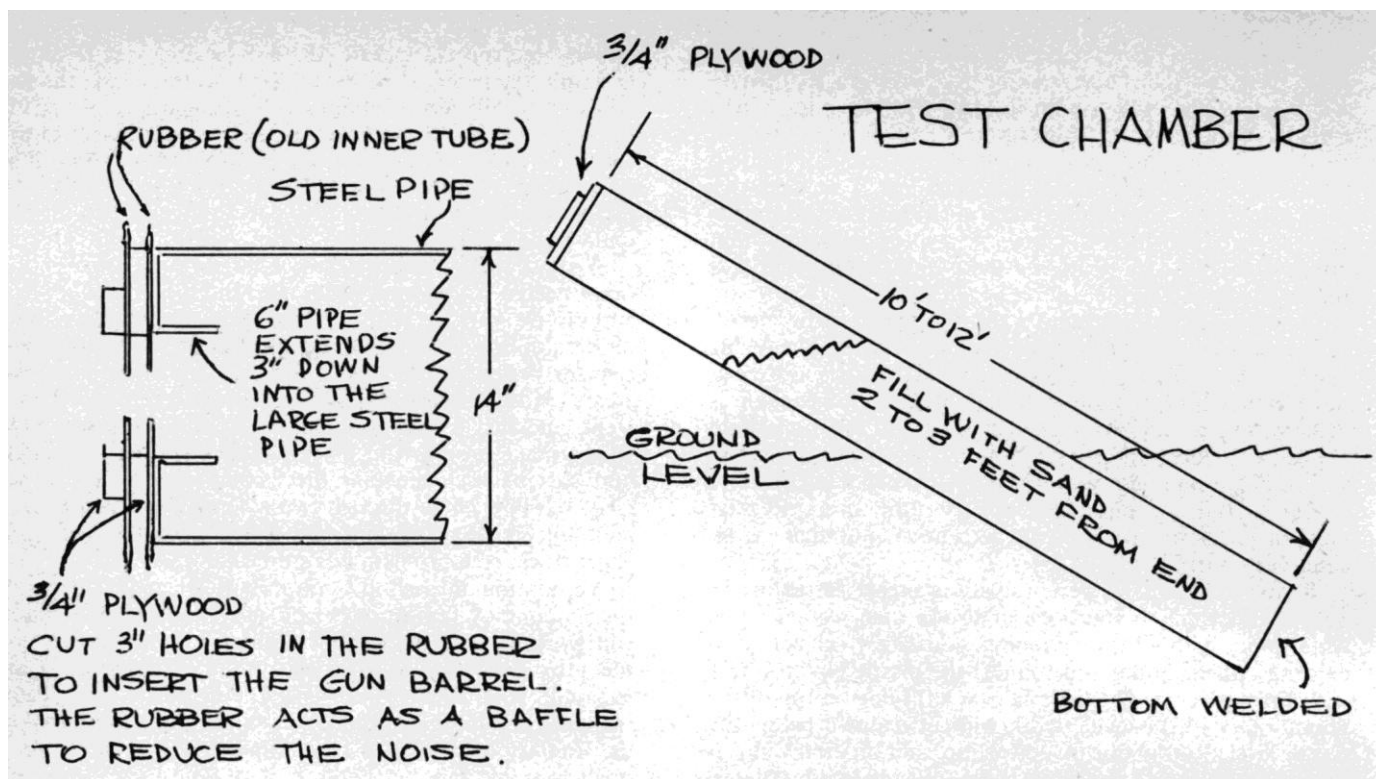 3/4" PLYWOOD
TEST CHAMBER
RUBBER (OLD INNER TUBE)
STEEL PIPE
6" PIPE
EXTENDS
3" DOWN
INTO THE
LARGE STEEL
PIPE
14"
10' TO 12'
FILL WITH SAND
2 TO 3 FEET FROM END
GROUND
LEVEL
BOTTOM WELDED
3/4" PLYWOOD
CUT 3" HOLES IN THE RUBBER
TO INSERT THE GUN BARREL.
THE RUBBER ACTS AS A BAFFLE
TO REDUCE THE NOISE.